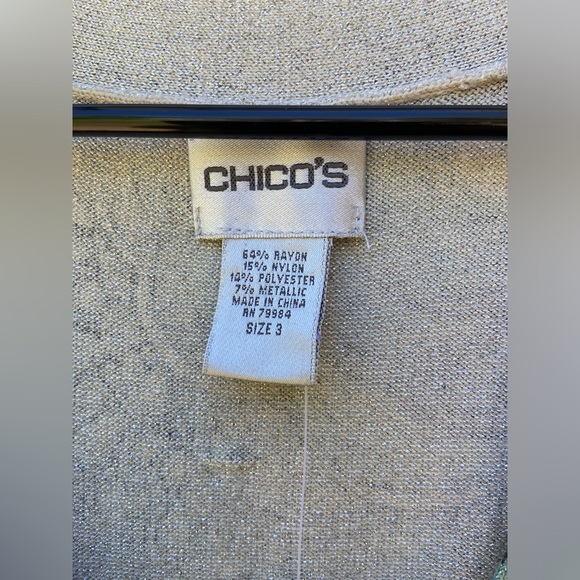 CHICO'S
64% RAYON
15% NYLON
14% POLYESTER
7% METALLIC
MADE IN CHINA
RN 79984
SIZE 3